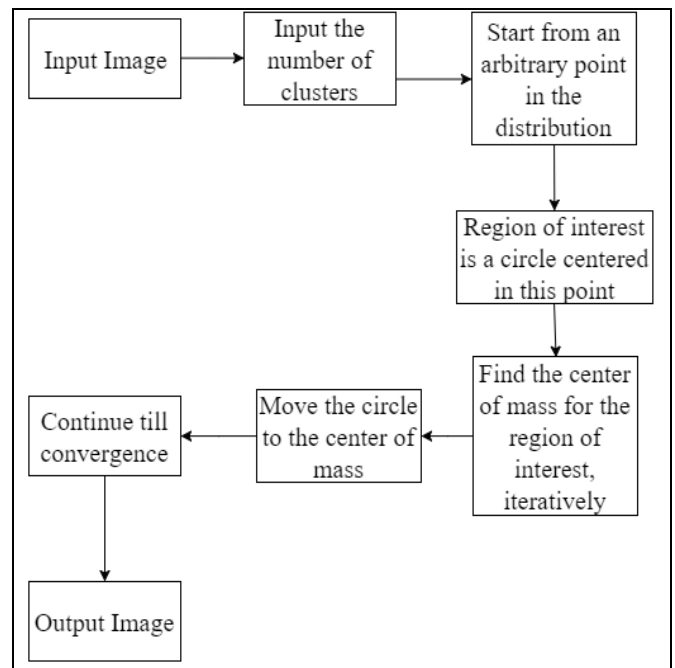 Input Image
Input the
number of
clusters
Start from an
arbitrary point
in the
distribution
Region of interest
is a circle centered
in this point
Find the center
of mass for the
region of
interest,
iteratively
Move the circle
to the center of
mass
Continue till
convergence
Output Image